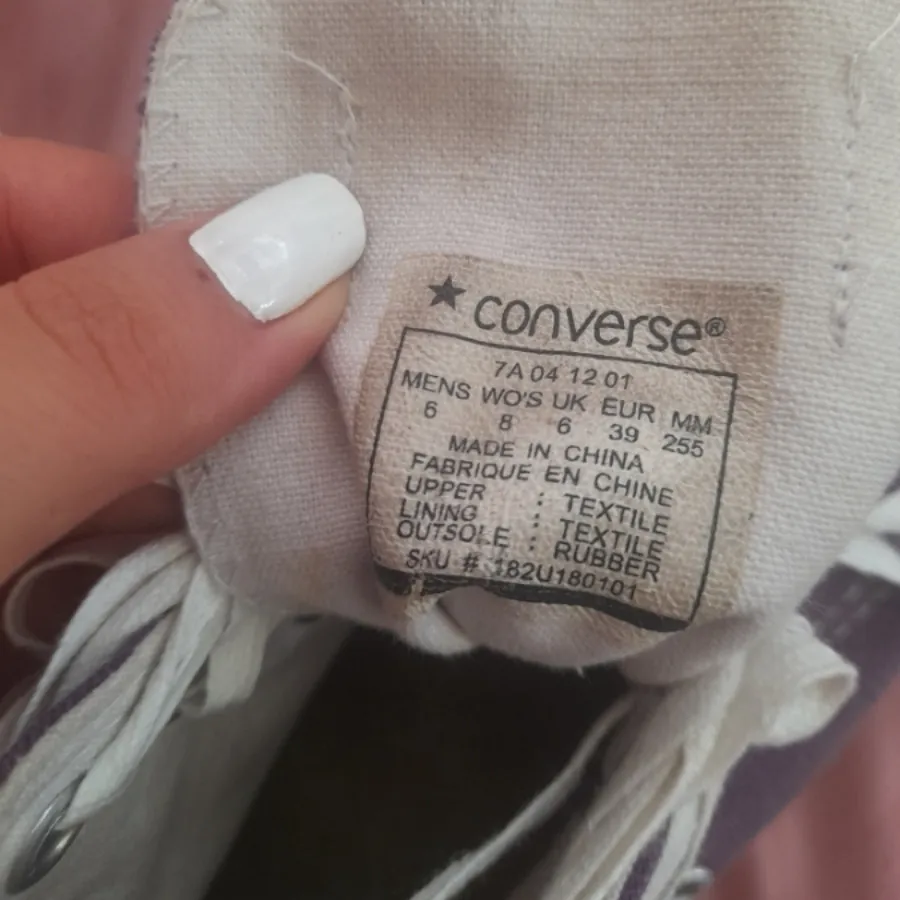 ★ converse®
7A 04 12 01
MENS WO'S UK EUR MM
6 8 6 39 255
MADE IN CHINA
FABRIQUE EN CHINE
UPPER : TEXTILE
LINING : TEXTILE
OUTSOLE : RUBBER
SKU # 182U180101